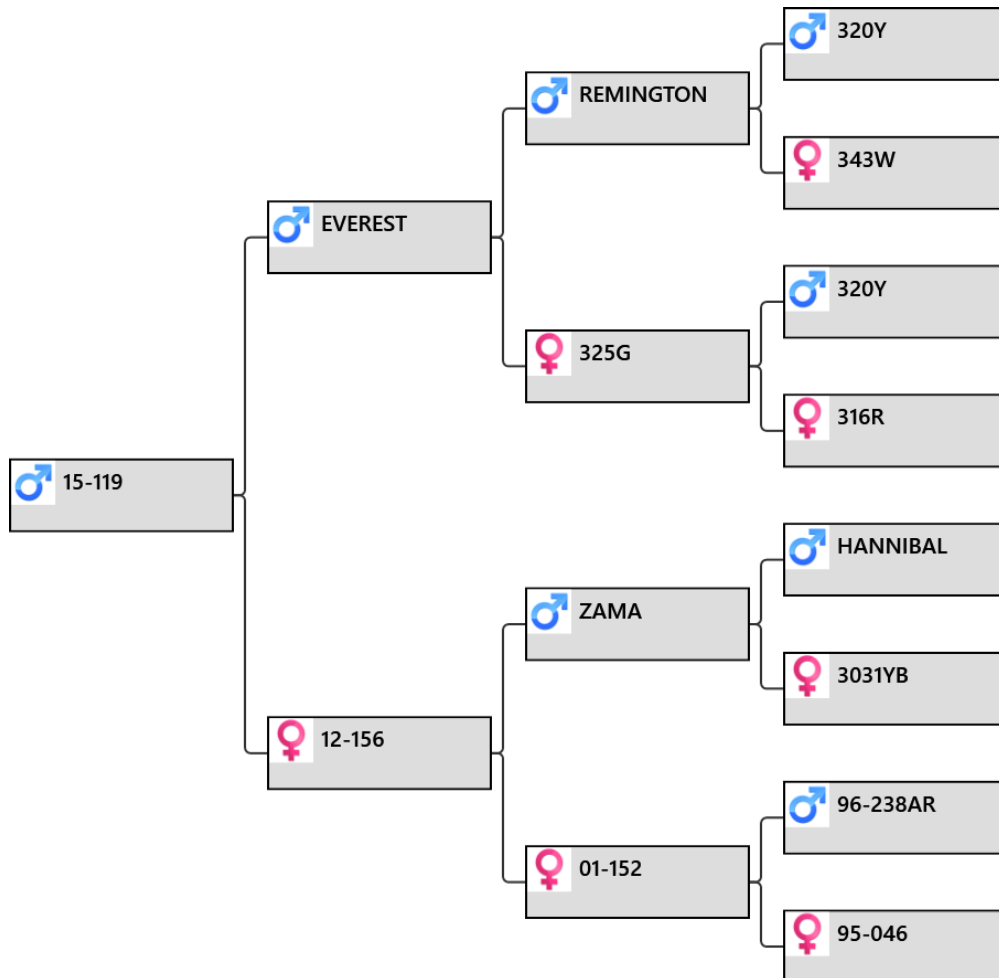 320Y
REMINGTON
343W
EVEREST
320Y
325G
316R
15-119
HANNIBAL
ZAMA
3031YB
12-156
96-238AR
01-152
95-046